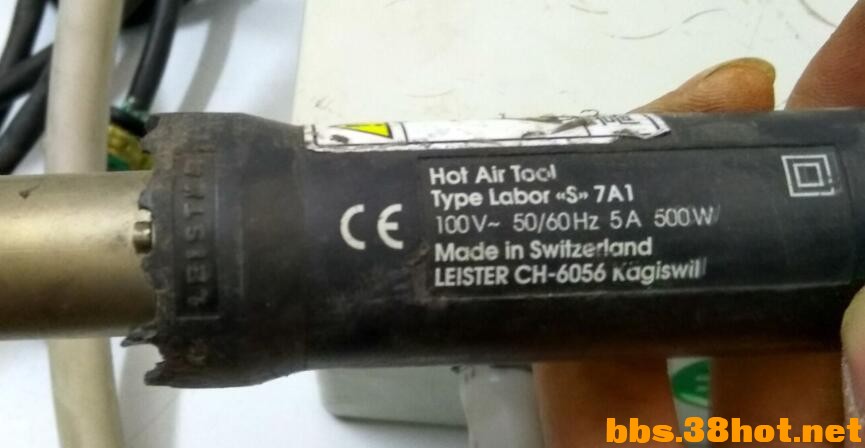 Hot Air Tool
Type Labor «S» 7A1
100V~ 50/60Hz 5A 500W
Made in Switzerland
LEISTER CH-6056 Kägiswil
CE
LEISTER
bbs.38hot.net